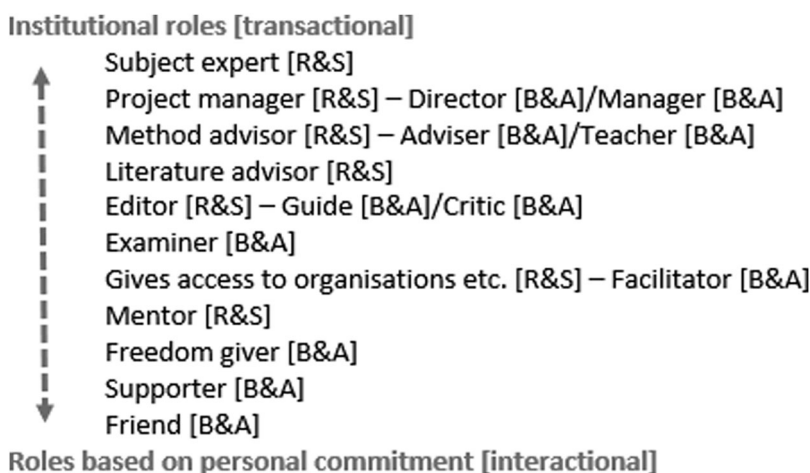 Institutional roles [transactional]
Subject expert [R&S]
Project manager [R&S] – Director [B&A]/Manager [B&A]
Method advisor [R&S] – Adviser [B&A]/Teacher [B&A]
Literature advisor [R&S]
Editor [R&S] – Guide [B&A]/Critic [B&A]
Examiner [B&A]
Gives access to organisations etc. [R&S] – Facilitator [B&A]
Mentor [R&S]
Freedom giver [B&A]
Supporter [B&A]
Friend [B&A]
Roles based on personal commitment [interactional]